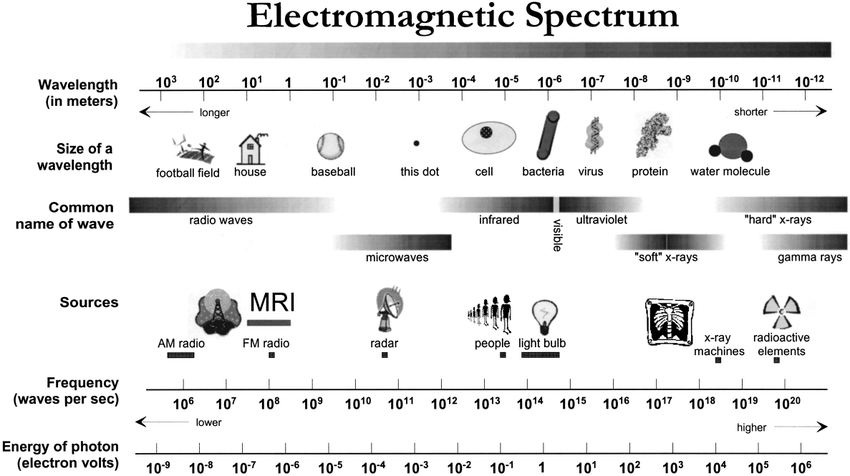 Electromagnetic Spectrum
Wavelength
(in meters)
10³ 10² 10¹ 1 10⁻¹ 10⁻² 10⁻³ 10⁻⁴ 10⁻⁵ 10⁻⁶ 10⁻⁷ 10⁻⁸ 10⁻⁹ 10⁻¹⁰ 10⁻¹¹ 10⁻¹²
longer shorter
Size of a
wavelength
football field house baseball this dot cell bacteria virus protein water molecule
Common
name of wave
radio waves infrared visible ultraviolet "hard" x-rays
microwaves "soft" x-rays gamma rays
Sources
MRI
AM radio FM radio radar people light bulb x-ray
machines radioactive
elements
Frequency
(waves per sec)
10⁶ 10⁷ 10⁸ 10⁹ 10¹⁰ 10¹¹ 10¹² 10¹³ 10¹⁴ 10¹⁵ 10¹⁶ 10¹⁷ 10¹⁸ 10¹⁹ 10²⁰
lower higher
Energy of photon
(electron volts)
10⁻⁹ 10⁻⁸ 10⁻⁷ 10⁻⁶ 10⁻⁵ 10⁻⁴ 10⁻³ 10⁻² 10⁻¹ 1 10¹ 10² 10³ 10⁴ 10⁵ 10⁶